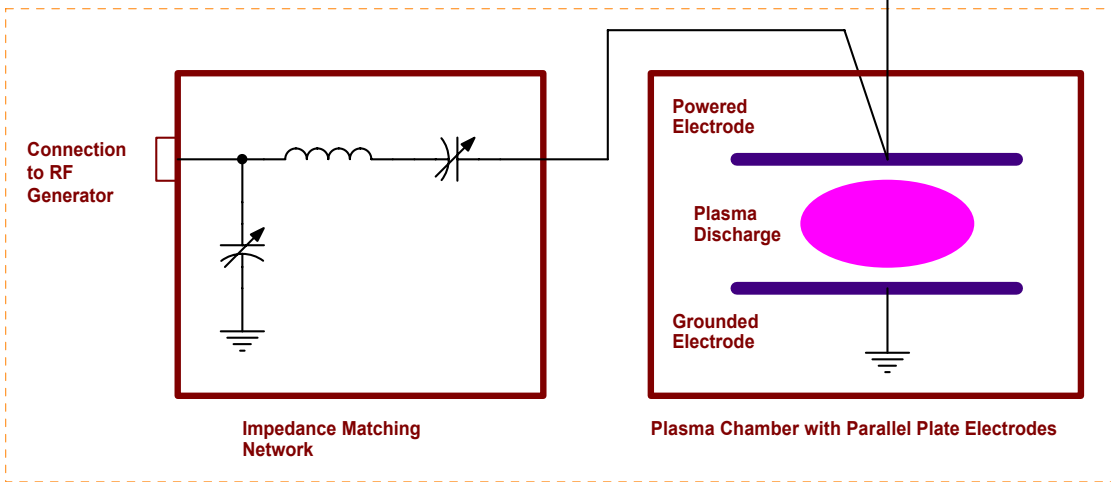 Connection
to RF
Generator
Impedance Matching
Network
Powered
Electrode
Plasma
Discharge
Grounded
Electrode
Plasma Chamber with Parallel Plate Electrodes